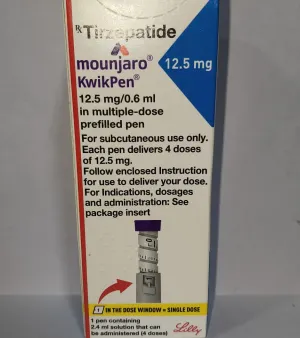 Rx Tirzepatide
mounjaro®
KwikPen®
12.5 mg
12.5 mg/0.6 ml
in multiple-dose
prefilled pen
For subcutaneous use only.
Each pen delivers 4 doses
of 12.5 mg.
Follow enclosed Instruction
for use to deliver your dose.
For Indications, dosages
and administration: See
package insert
1 IN THE DOSE WINDOW = SINGLE DOSE
1 pen containing
2.4 ml solution that can
be administered (4 doses)
Lilly